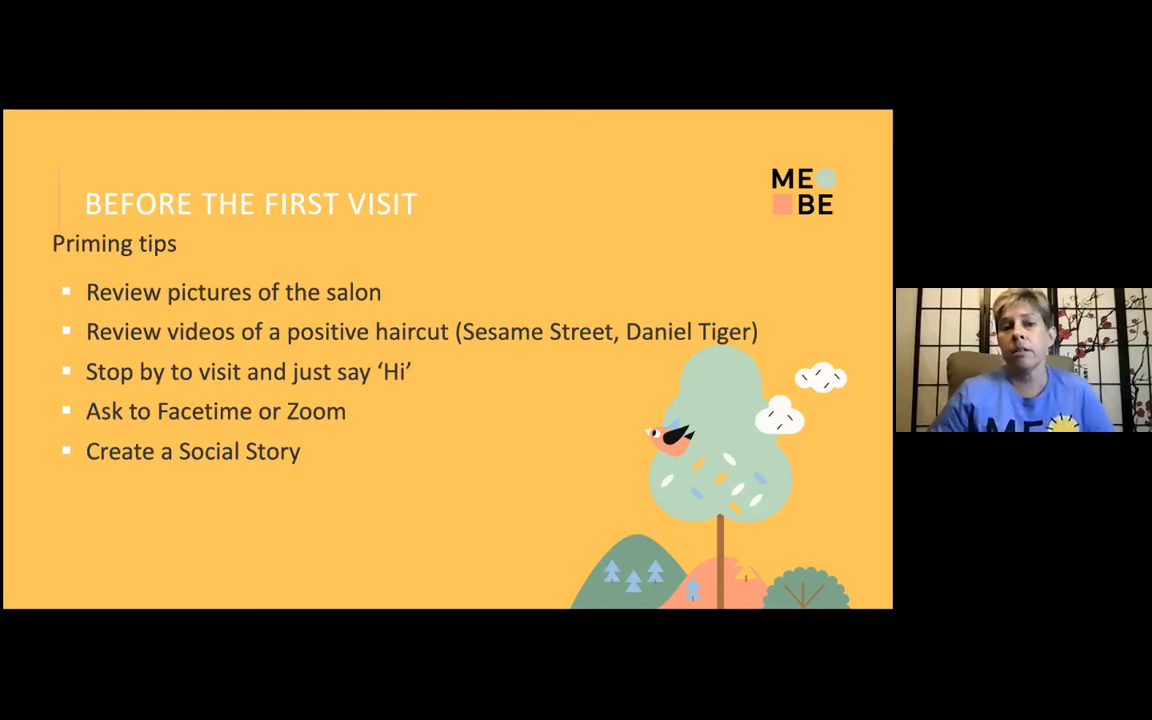 BEFORE THE FIRST VISIT
ME
BE
Priming tips
Review pictures of the salon
Review videos of a positive haircut (Sesame Street, Daniel Tiger)
Stop by to visit and just say ‘Hi’
Ask to Facetime or Zoom
Create a Social Story
ME